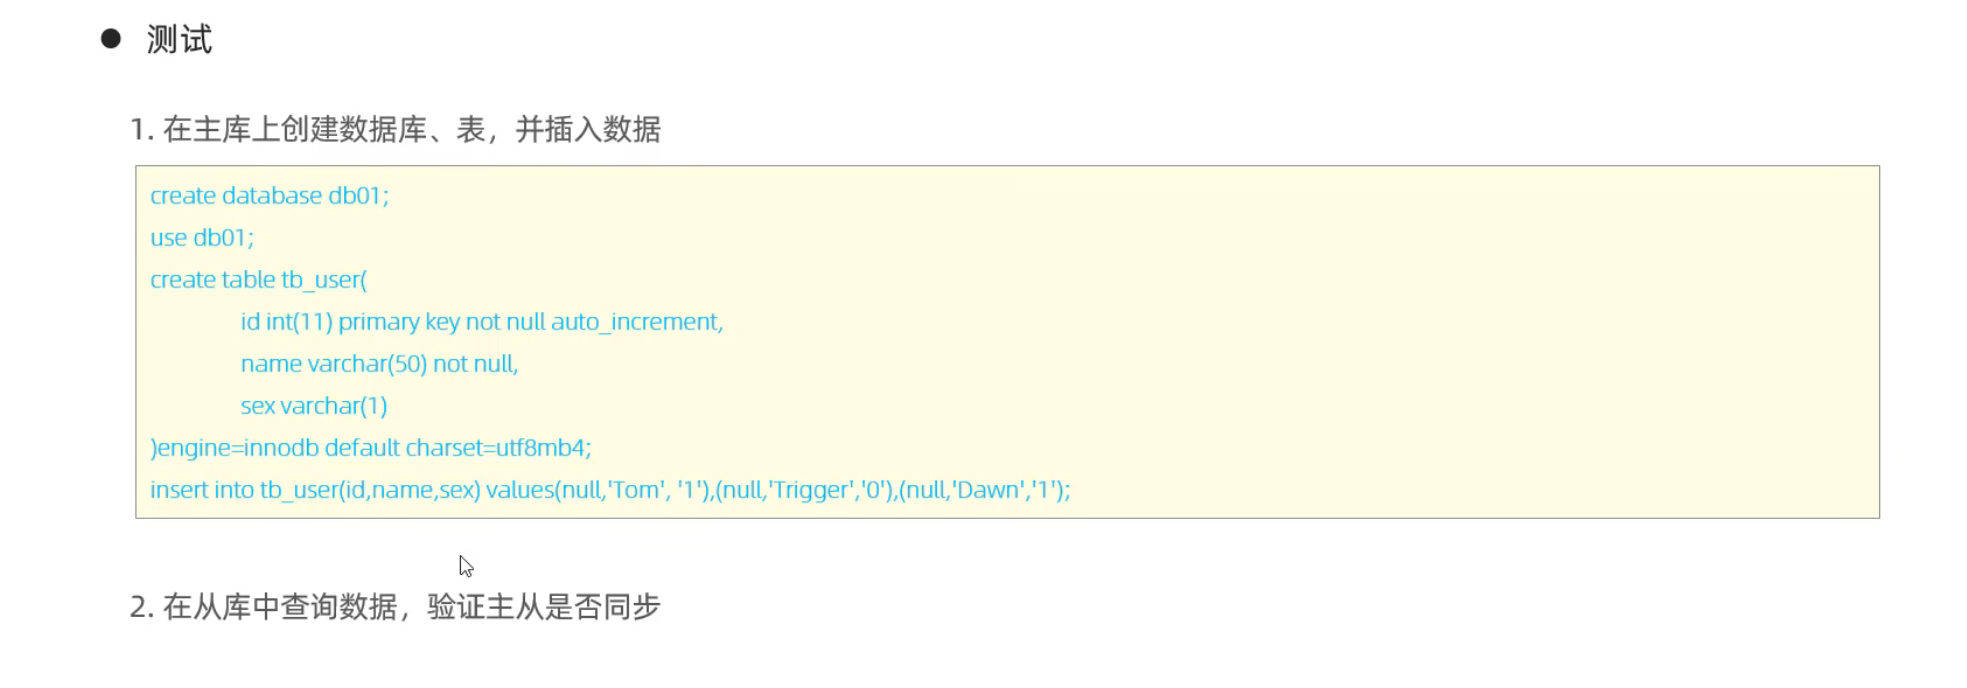 ● 测试
1. 在主库上创建数据库、表，并插入数据
create database db01;
use db01;
create table tb_user(
id int(11) primary key not null auto_increment,
name varchar(50) not null,
sex varchar(1)
)engine=innodb default charset=utf8mb4;
insert into tb_user(id,name,sex) values(null,'Tom', '1'),(null,'Trigger','0'),(null,'Dawn','1');
2. 在从库中查询数据，验证主从是否同步